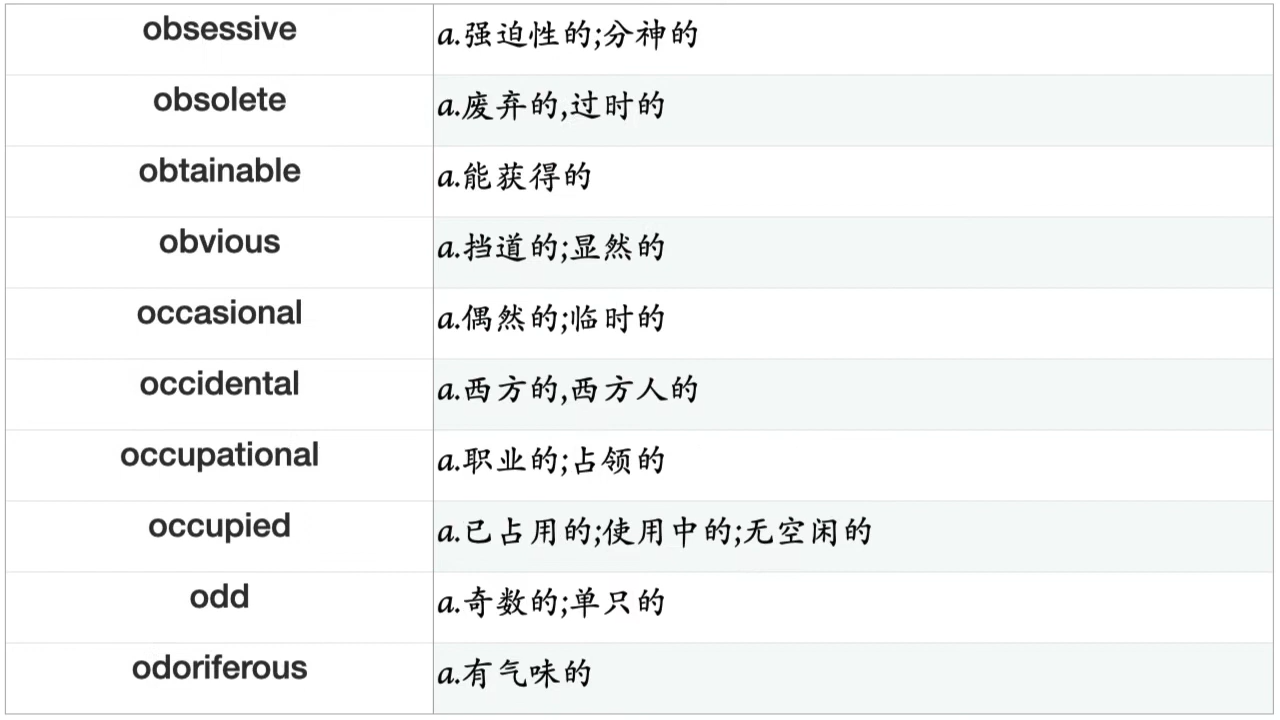 obsessive a.强迫性的;分神的
obsolete a.废弃的,过时的
obtainable a.能获得的
obvious a.挡道的;显然的
occasional a.偶然的;临时的
occidental a.西方的,西方人的
occupational a.职业的;占领的
occupied a.已占用的;使用中的;无空闲的
odd a.奇数的;单只的
odoriferous a.有气味的